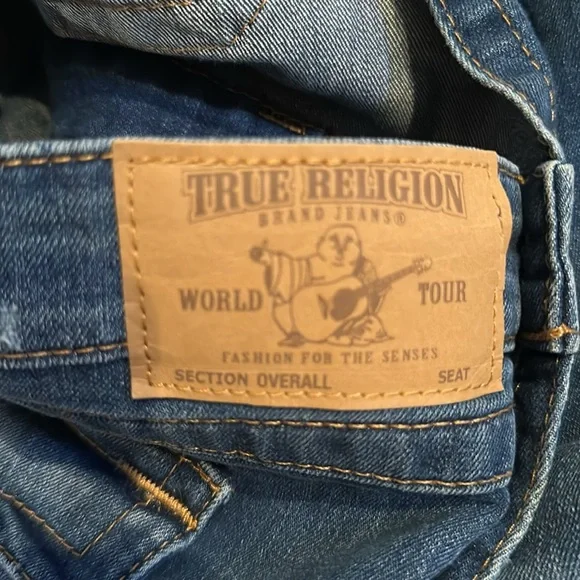 TRUE RELIGION
BRAND JEANS®
WORLD TOUR
FASHION FOR THE SENSES
SECTION OVERALL SEAT